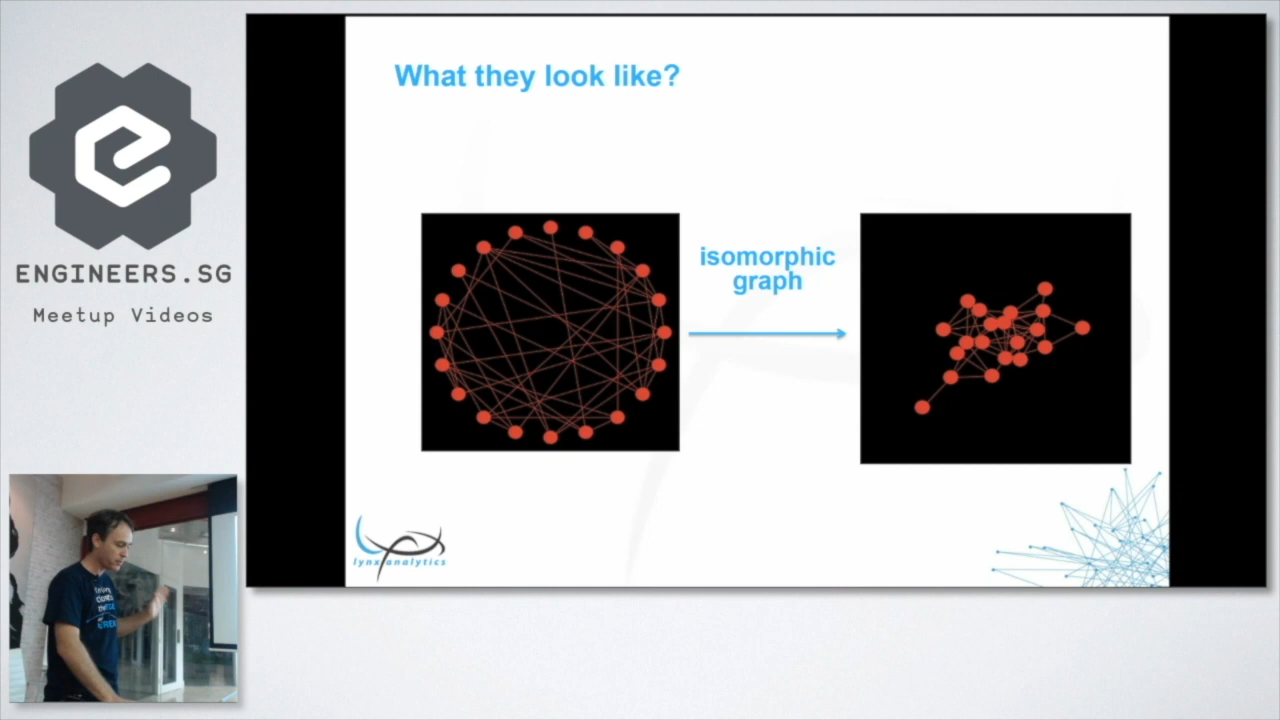 What they look like?
isomorphic
graph
lynx analytics
ENGINEERS.SG
Meetup Videos